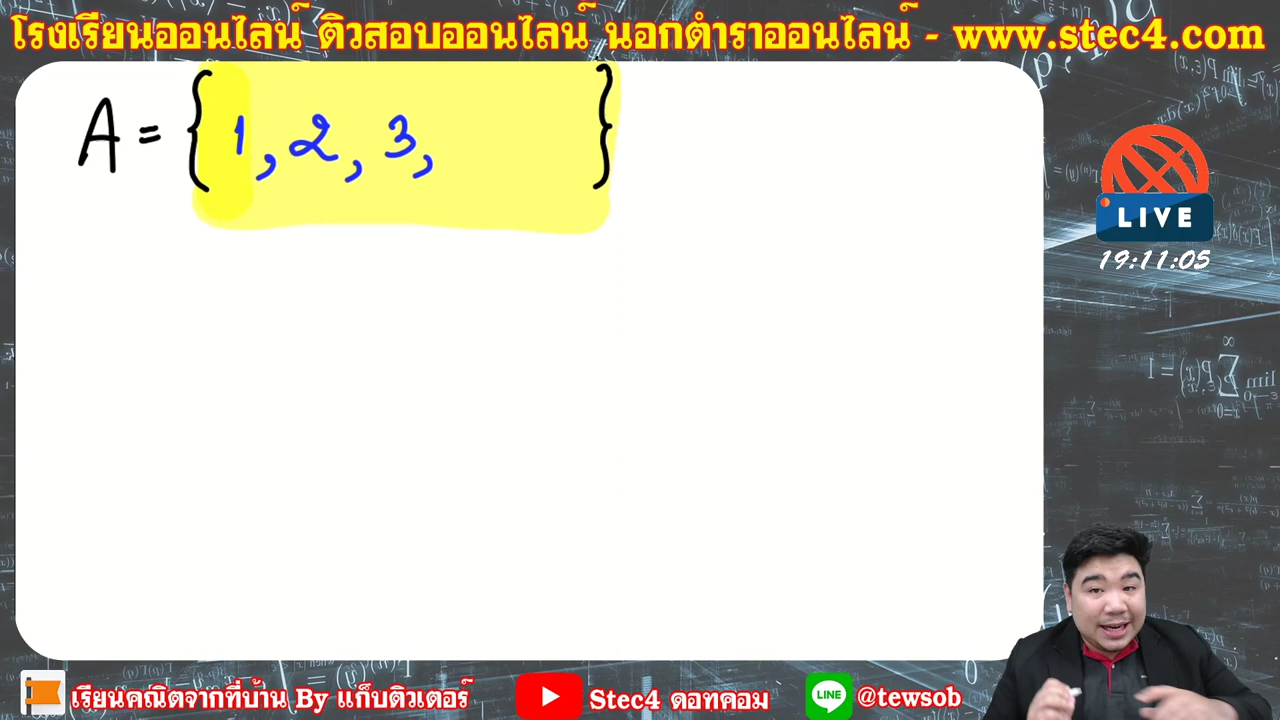 โรงเรียนออนไลน์ ติวสอบออนไลน์ นอกตำราออนไลน์ - www.stec4.com
A = { 1, 2, 3, }
LIVE
19:11:05
เรียนคณิตจากที่บ้าน By แก็บติวเตอร์
Stec4 ดอทคอม
LINE
@tewsob